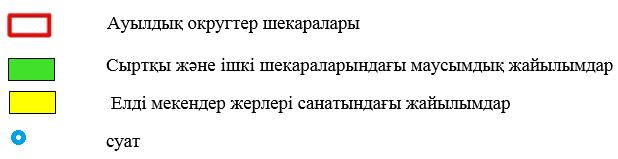 Ауылдық округтер шекаралары
Сыртқы және ішкі шекараларындағы маусымдық жайылымдар
Елді мекендер жерлері санатындағы жайылымдар
суат